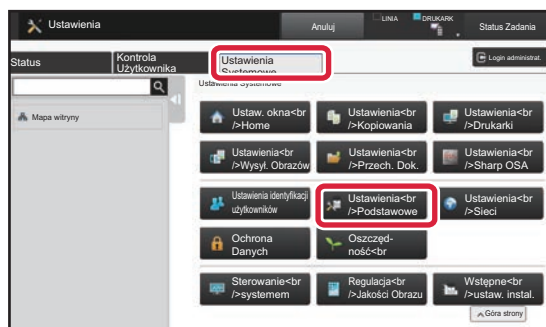 Ustawienia
Anuluj
LINIA
DRUKARK
Status Zadania
Status
Kontrola
Użytkownika
Ustawienia
Systemowe
Login administrat.
Ustawienia Systemowe
Mapa witryny
Ustaw. okna<br
/>Home
Ustawienia<br
/>Kopiowania
Ustawienia<br
/>Drukarki
Ustawienia<br
/>Wysył. Obrazów
Ustawienia<br
/>Przech. Dok.
Ustawienia<br
/>Sharp OSA
Ustawienia identyfikacji
użytkowników
Ustawienia<br
/>Podstawowe
Ustawienia<br
/>Sieci
Ochrona
Danych
Oszczęd-
ność<br
Sterowanie<br
/>systemem
Regulacja<br
/>Jakości Obrazu
Wstępne<br
/>ustaw. instal.
Góra strony